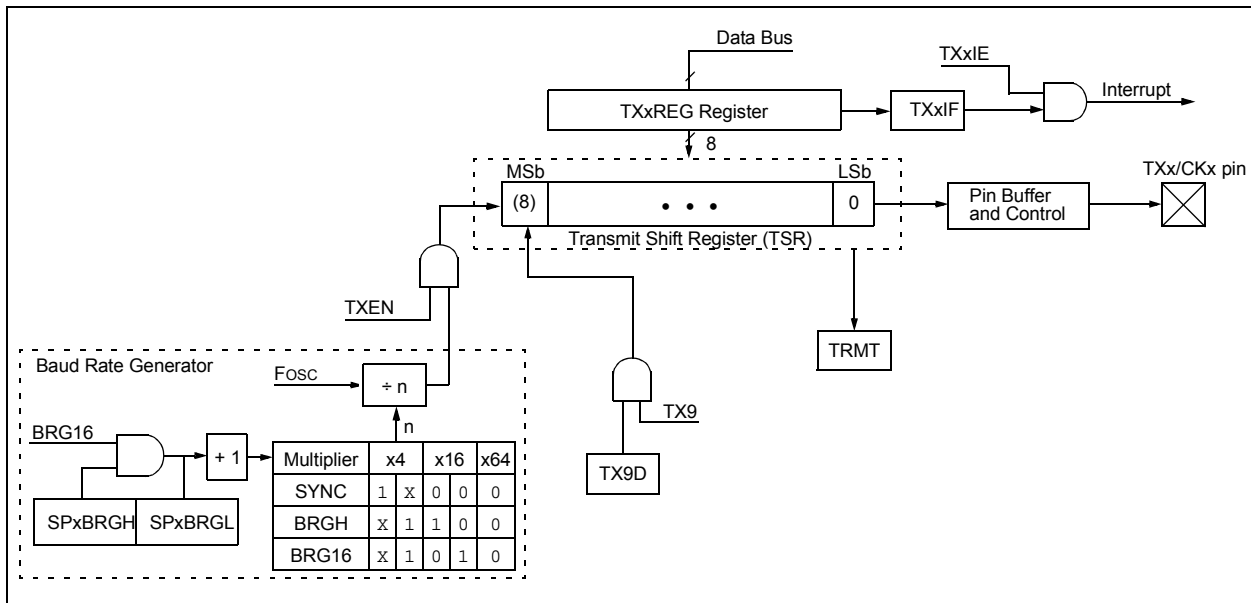 Data Bus
TXxIE
Interrupt
TXxREG Register
TXxIF
8
MSb
LSb
TXx/CKx pin
(8)
• • •
0
Pin Buffer
and Control
Transmit Shift Register (TSR)
TXEN
TRMT
Baud Rate Generator
FOSC
÷ n
TX9
BRG16
n
+ 1
Multiplier x4 x16 x64
TX9D
SYNC 1 X 0 0 0
SPxBRGH SPxBRGL
BRGH X 1 1 0 0
BRG16 X 1 0 1 0